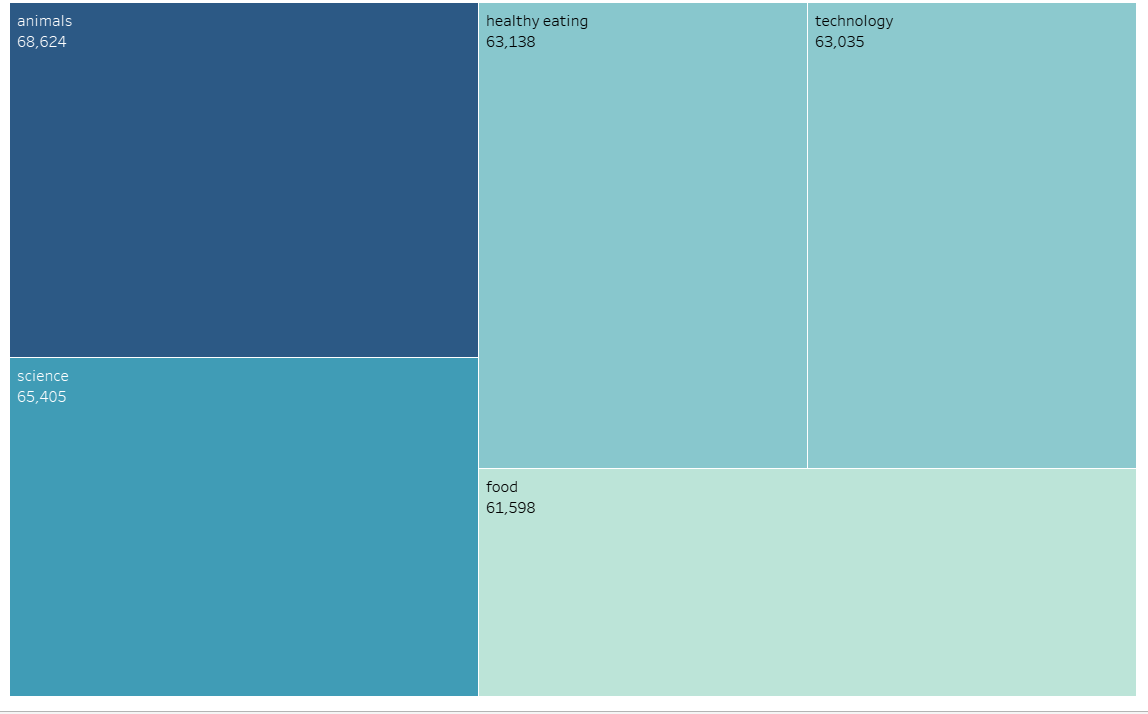 animals
68,624
healthy eating
63,138
technology
63,035
science
65,405
food
61,598